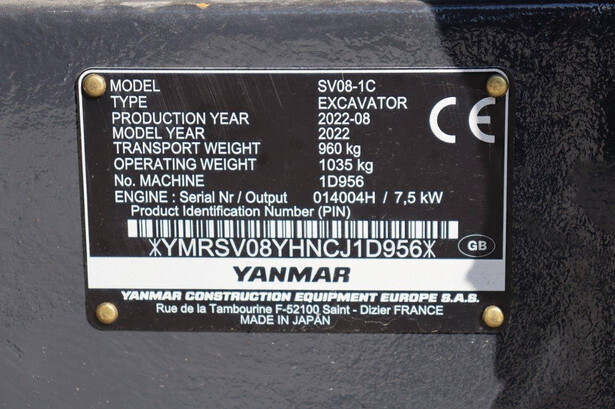 MODEL SV08-1C
TYPE EXCAVATOR
PRODUCTION YEAR 2022-08
MODEL YEAR 2022
TRANSPORT WEIGHT 960 kg
OPERATING WEIGHT 1035 kg
No. MACHINE 1D956
ENGINE : Serial Nr / Output 014004H / 7,5 kW
Product Identification Number (PIN)
*YMRSV08YHNCJ1D956*
GB
CE
YANMAR
YANMAR CONSTRUCTION EQUIPMENT EUROPE S.A.S.
Rue de la Tambourine F-52100 Saint - Dizier FRANCE
MADE IN JAPAN